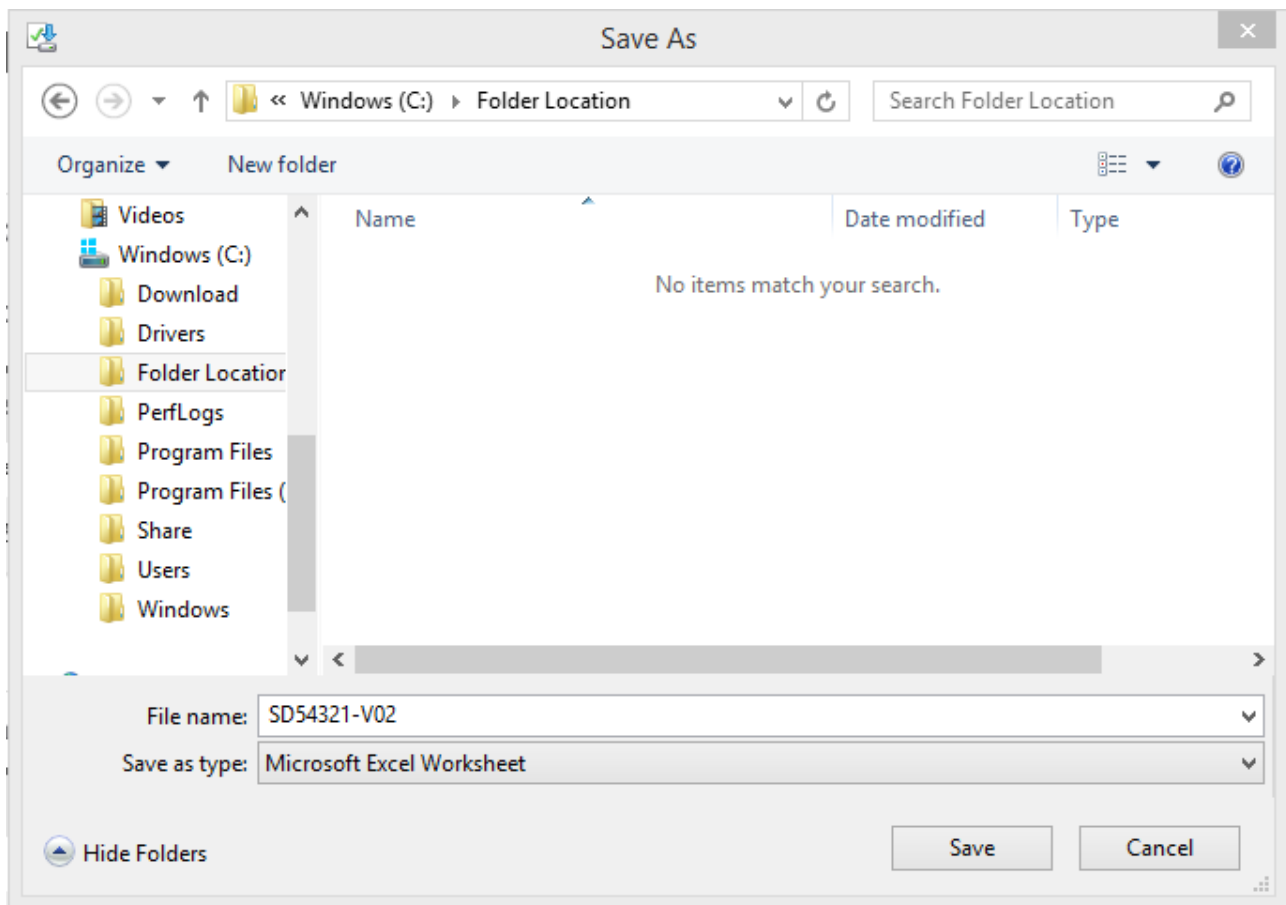 Save As
« Windows (C:) Folder Location
Search Folder Location
Organize New folder
Name Date modified Type
No items match your search.
Videos
Windows (C:)
Download
Drivers
Folder Location
PerfLogs
Program Files
Program Files (
Share
Users
Windows
File name: SD54321-V02
Save as type: Microsoft Excel Worksheet
Hide Folders
Save Cancel